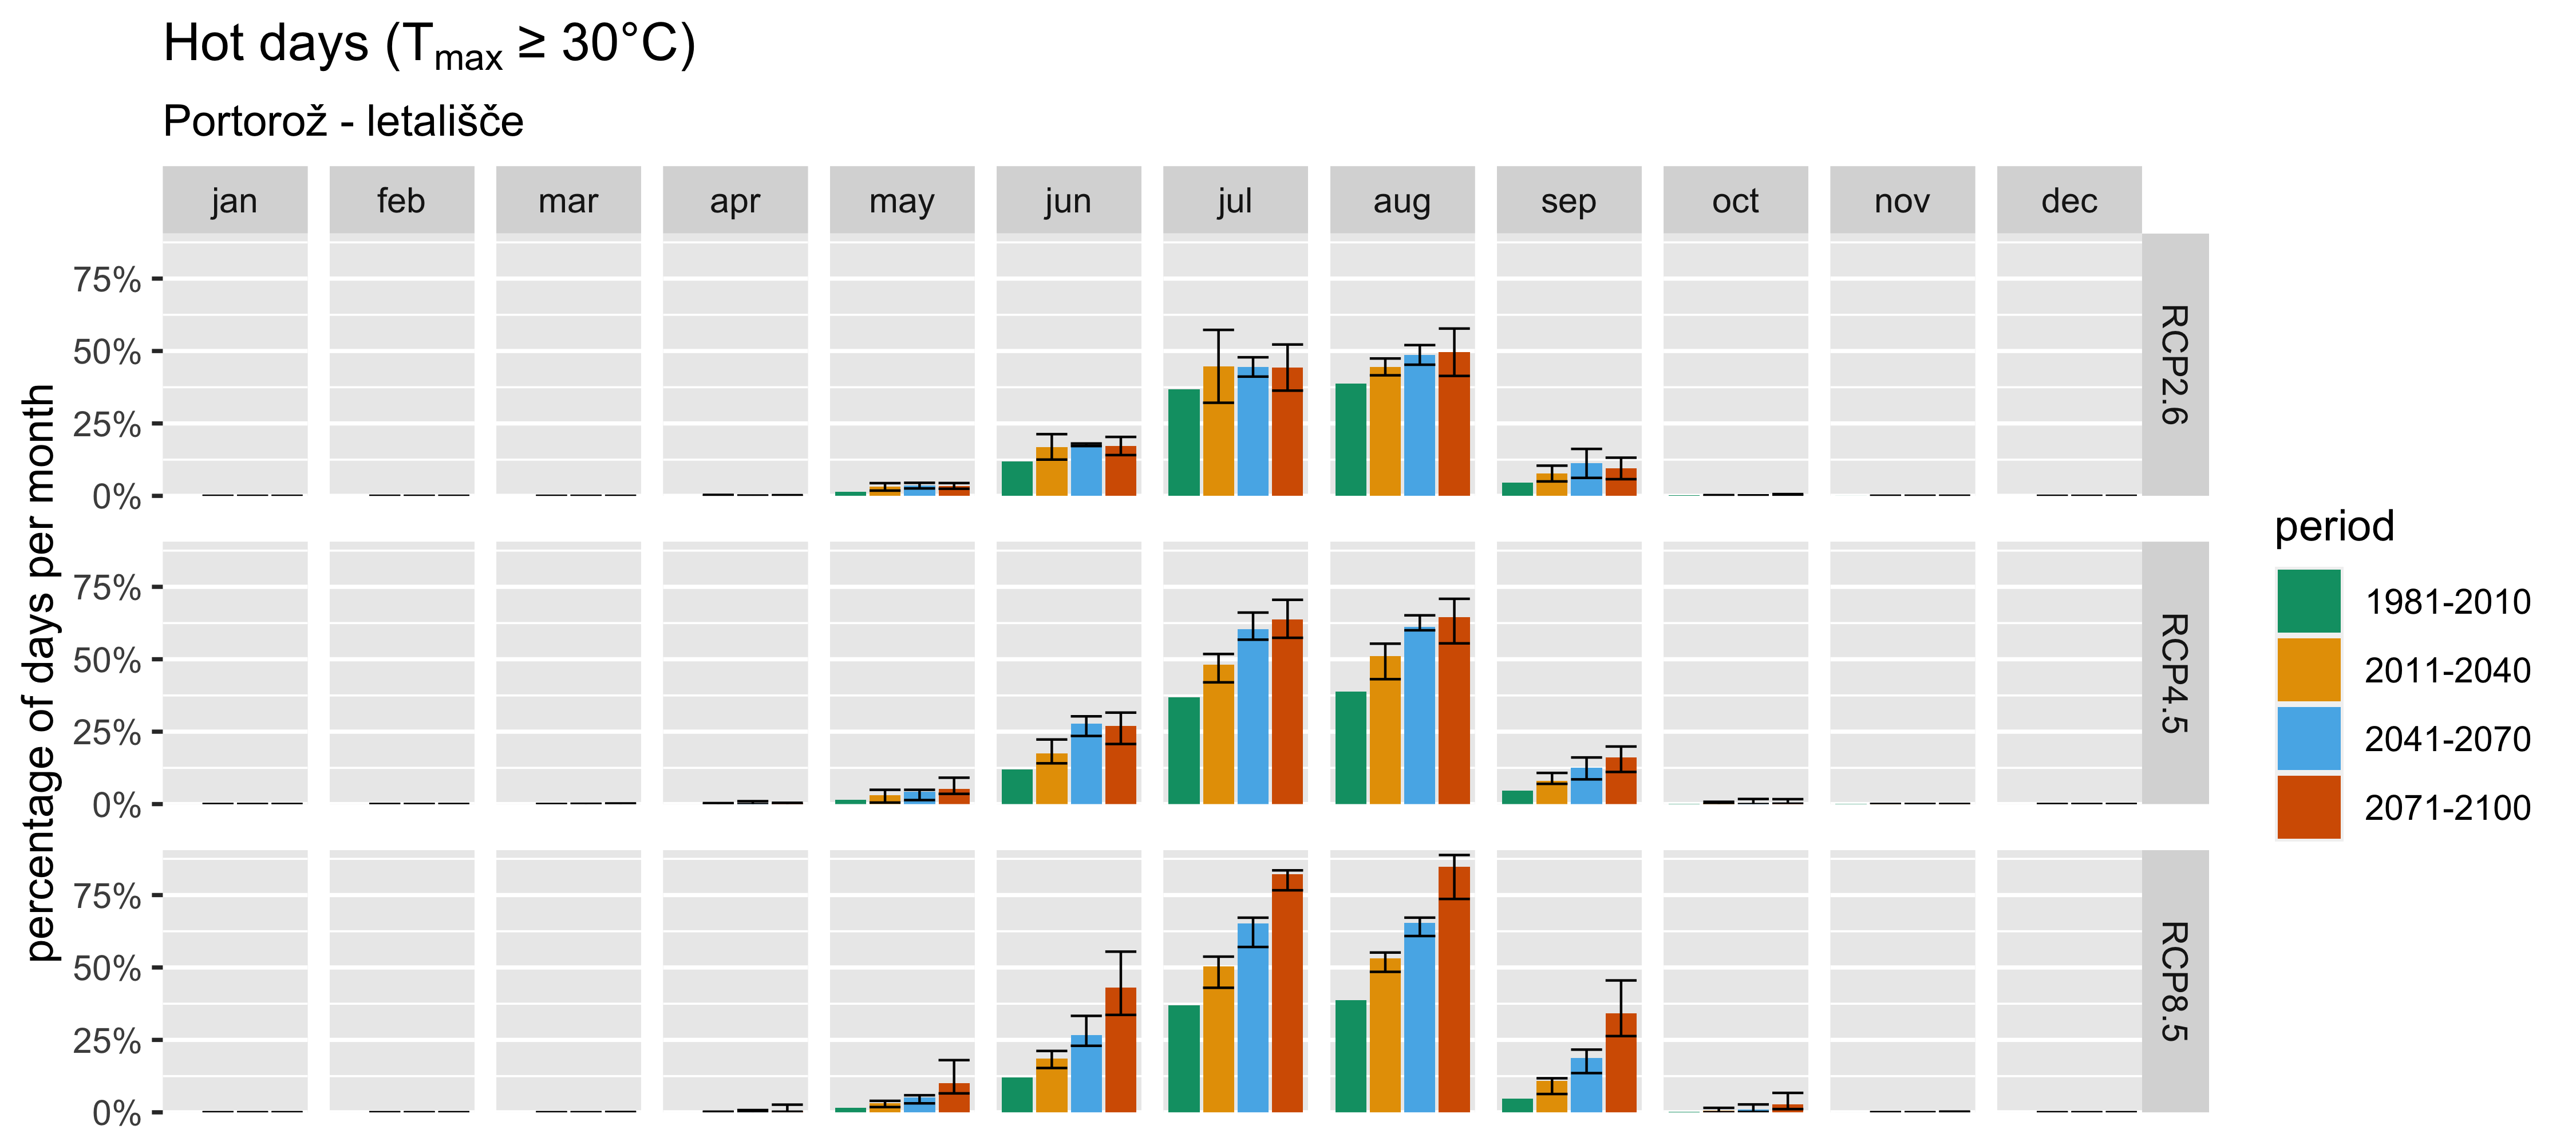 Hot days (Tmax ≥ 30°C)
Portorož - letališče
jan feb mar apr may jun jul aug sep oct nov dec
percentage of days per month
75%
50%
25%
0%
RCP2.6
75%
50%
25%
0%
RCP4.5
75%
50%
25%
0%
RCP8.5
period
1981-2010
2011-2040
2041-2070
2071-2100